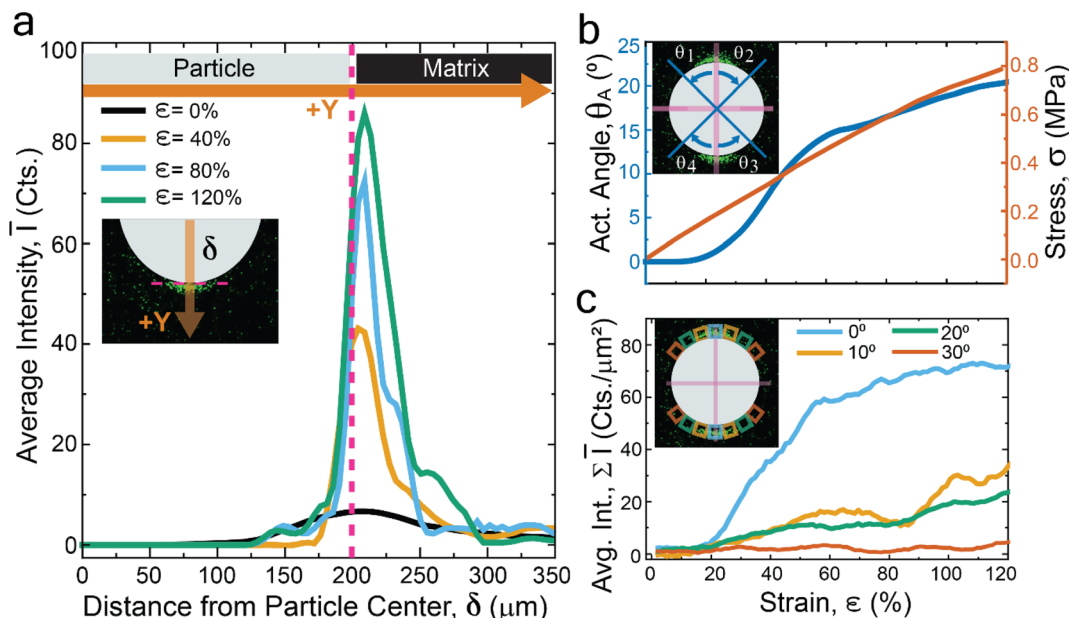 a
100
80
60
40
20
0
Average Intensity, I̅ (Cts.)
Particle
Matrix
+Y
ε= 0%
ε= 40%
ε= 80%
ε= 120%
δ
+Y
0
50
100
150
200
250
300
350
Distance from Particle Center, δ (μm)
b
25
20
15
10
5
0
Act. Angle, θA (º)
θ1
θ2
θ4
θ3
0.8
0.6
0.4
0.2
0.0
Stress, σ (MPa)
c
80
60
40
20
0
Avg. Int., Σ I̅ (Cts./μm²)
0º
10º
20º
30º
0
20
40
60
80
100
120
Strain, ε (%)